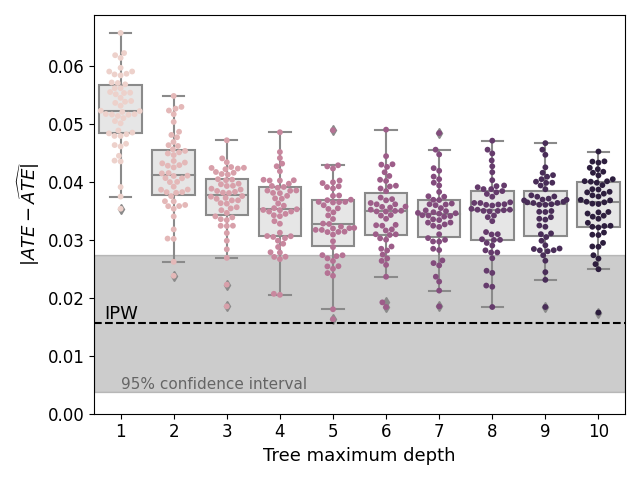 0.06
0.05
0.04
0.03
0.02
0.01
0.00
|ATE − \widehat{ATE}|
IPW
95% confidence interval
1 2 3 4 5 6 7 8 9 10
Tree maximum depth